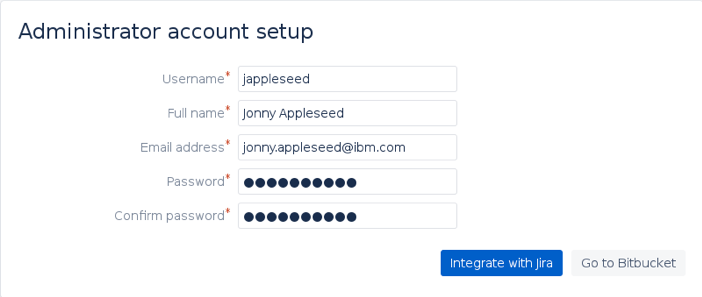 Administrator account setup
Username* jappleseed
Full name* Jonny Appleseed
Email address* jonny.appleseed@ibm.com
Password* ●●●●●●●●●●
Confirm password* ●●●●●●●●●●
Integrate with Jira Go to Bitbucket